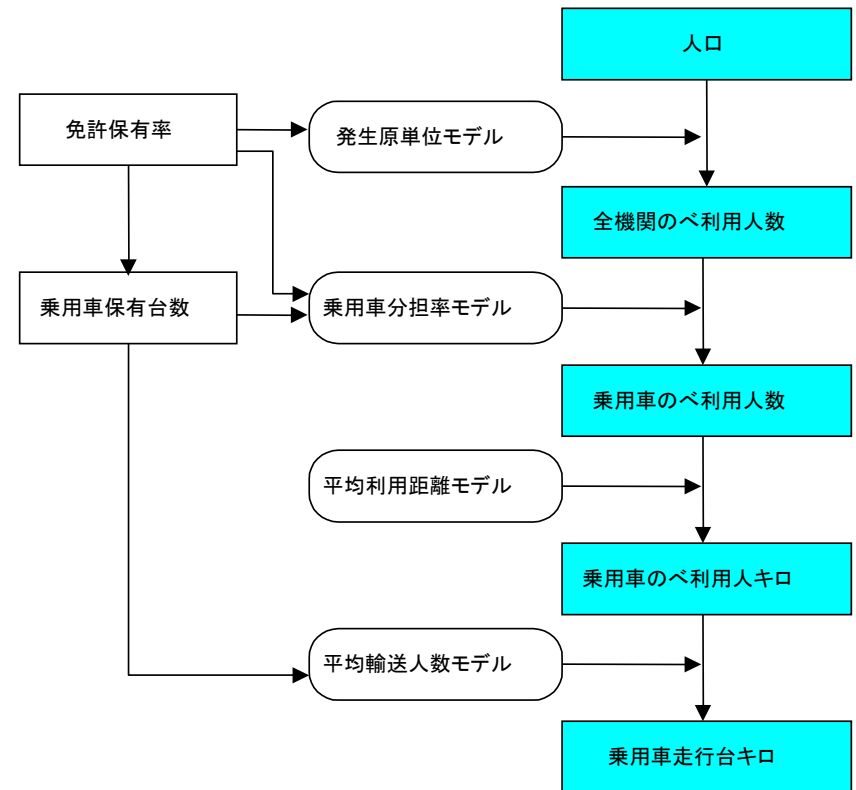 人口
免許保有率
発生原単位モデル
全機関のべ利用人数
乗用車保有台数
乗用車分担率モデル
乗用車のべ利用人数
平均利用距離モデル
乗用車のべ利用人キロ
平均輸送人数モデル
乗用車走行台キロ